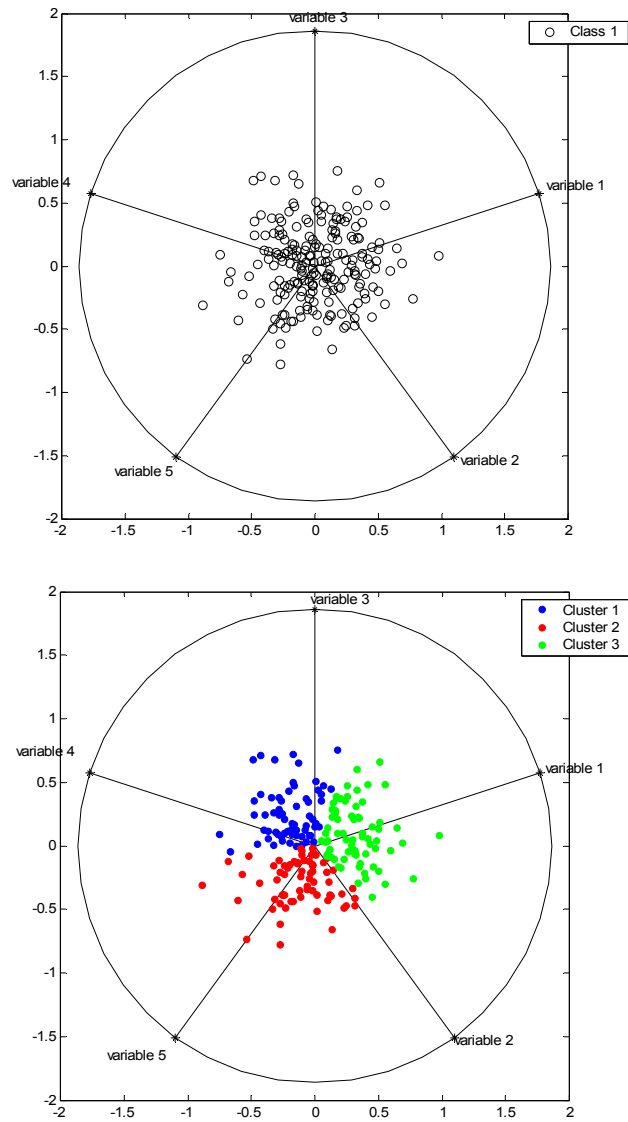 2
variable 3
Class 1
1.5
1
variable 4
variable 1
0.5
0
-0.5
-1
-1.5
variable 5
variable 2
-2
-2 -1.5 -1 -0.5 0 0.5 1 1.5 2
2
variable 3
Cluster 1
Cluster 2
Cluster 3
1.5
1
variable 4
variable 1
0.5
0
-0.5
-1
-1.5
variable 5
variable 2
-2
-2 -1.5 -1 -0.5 0 0.5 1 1.5 2